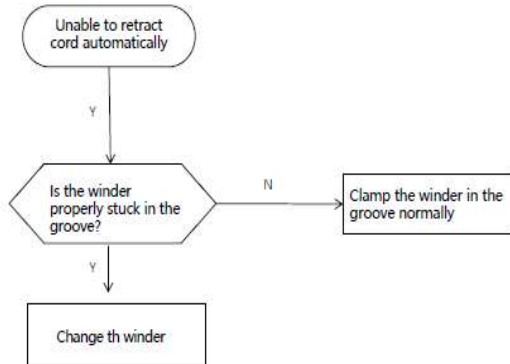 Unable to retract
cord automatically
Y
Is the winder
properly stuck in the
groove?
N
Clamp the winder in the
groove normally
Y
Change th winder